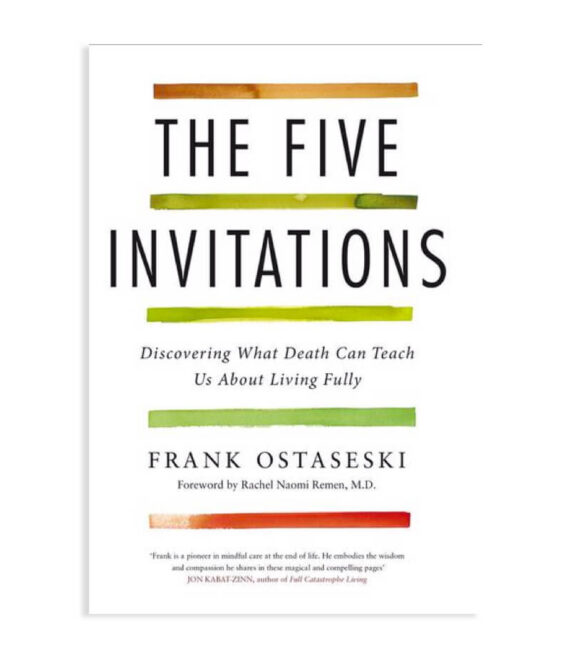 THE FIVE
INVITATIONS
Discovering What Death Can Teach
Us About Living Fully
FRANK OSTASESKI
Foreword by Rachel Naomi Remen, M.D.
‘Frank is a pioneer in mindful care at the end of life. He embodies the wisdom
and compassion he shares in these magical and compelling pages’
JON KABAT-ZINN, author of Full Catastrophe Living